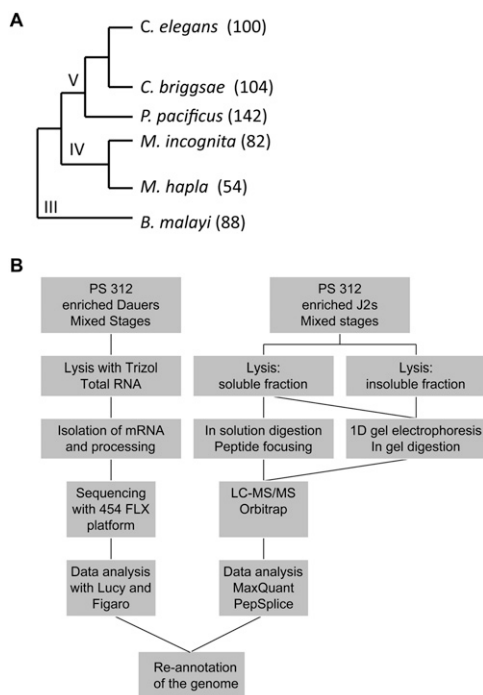 A
C. elegans (100)
V
C. briggsae (104)
P. pacificus (142)
M. incognita (82)
IV
M. hapla (54)
III
B. malayi (88)
B
PS 312
enriched Dauers
Mixed Stages
PS 312
enriched J2s
Mixed stages
Lysis with Trizol
Total RNA
Lysis:
soluble fraction
Lysis:
insoluble fraction
Isolation of mRNA
and processing
In solution digestion
Peptide focusing
1D gel electrophoresis
In gel digestion
Sequencing
with 454 FLX
platform
LC-MS/MS
Orbitrap
Data analysis
with Lucy and
Figaro
Data analysis
MaxQuant
PepSplice
Re-annotation
of the genome